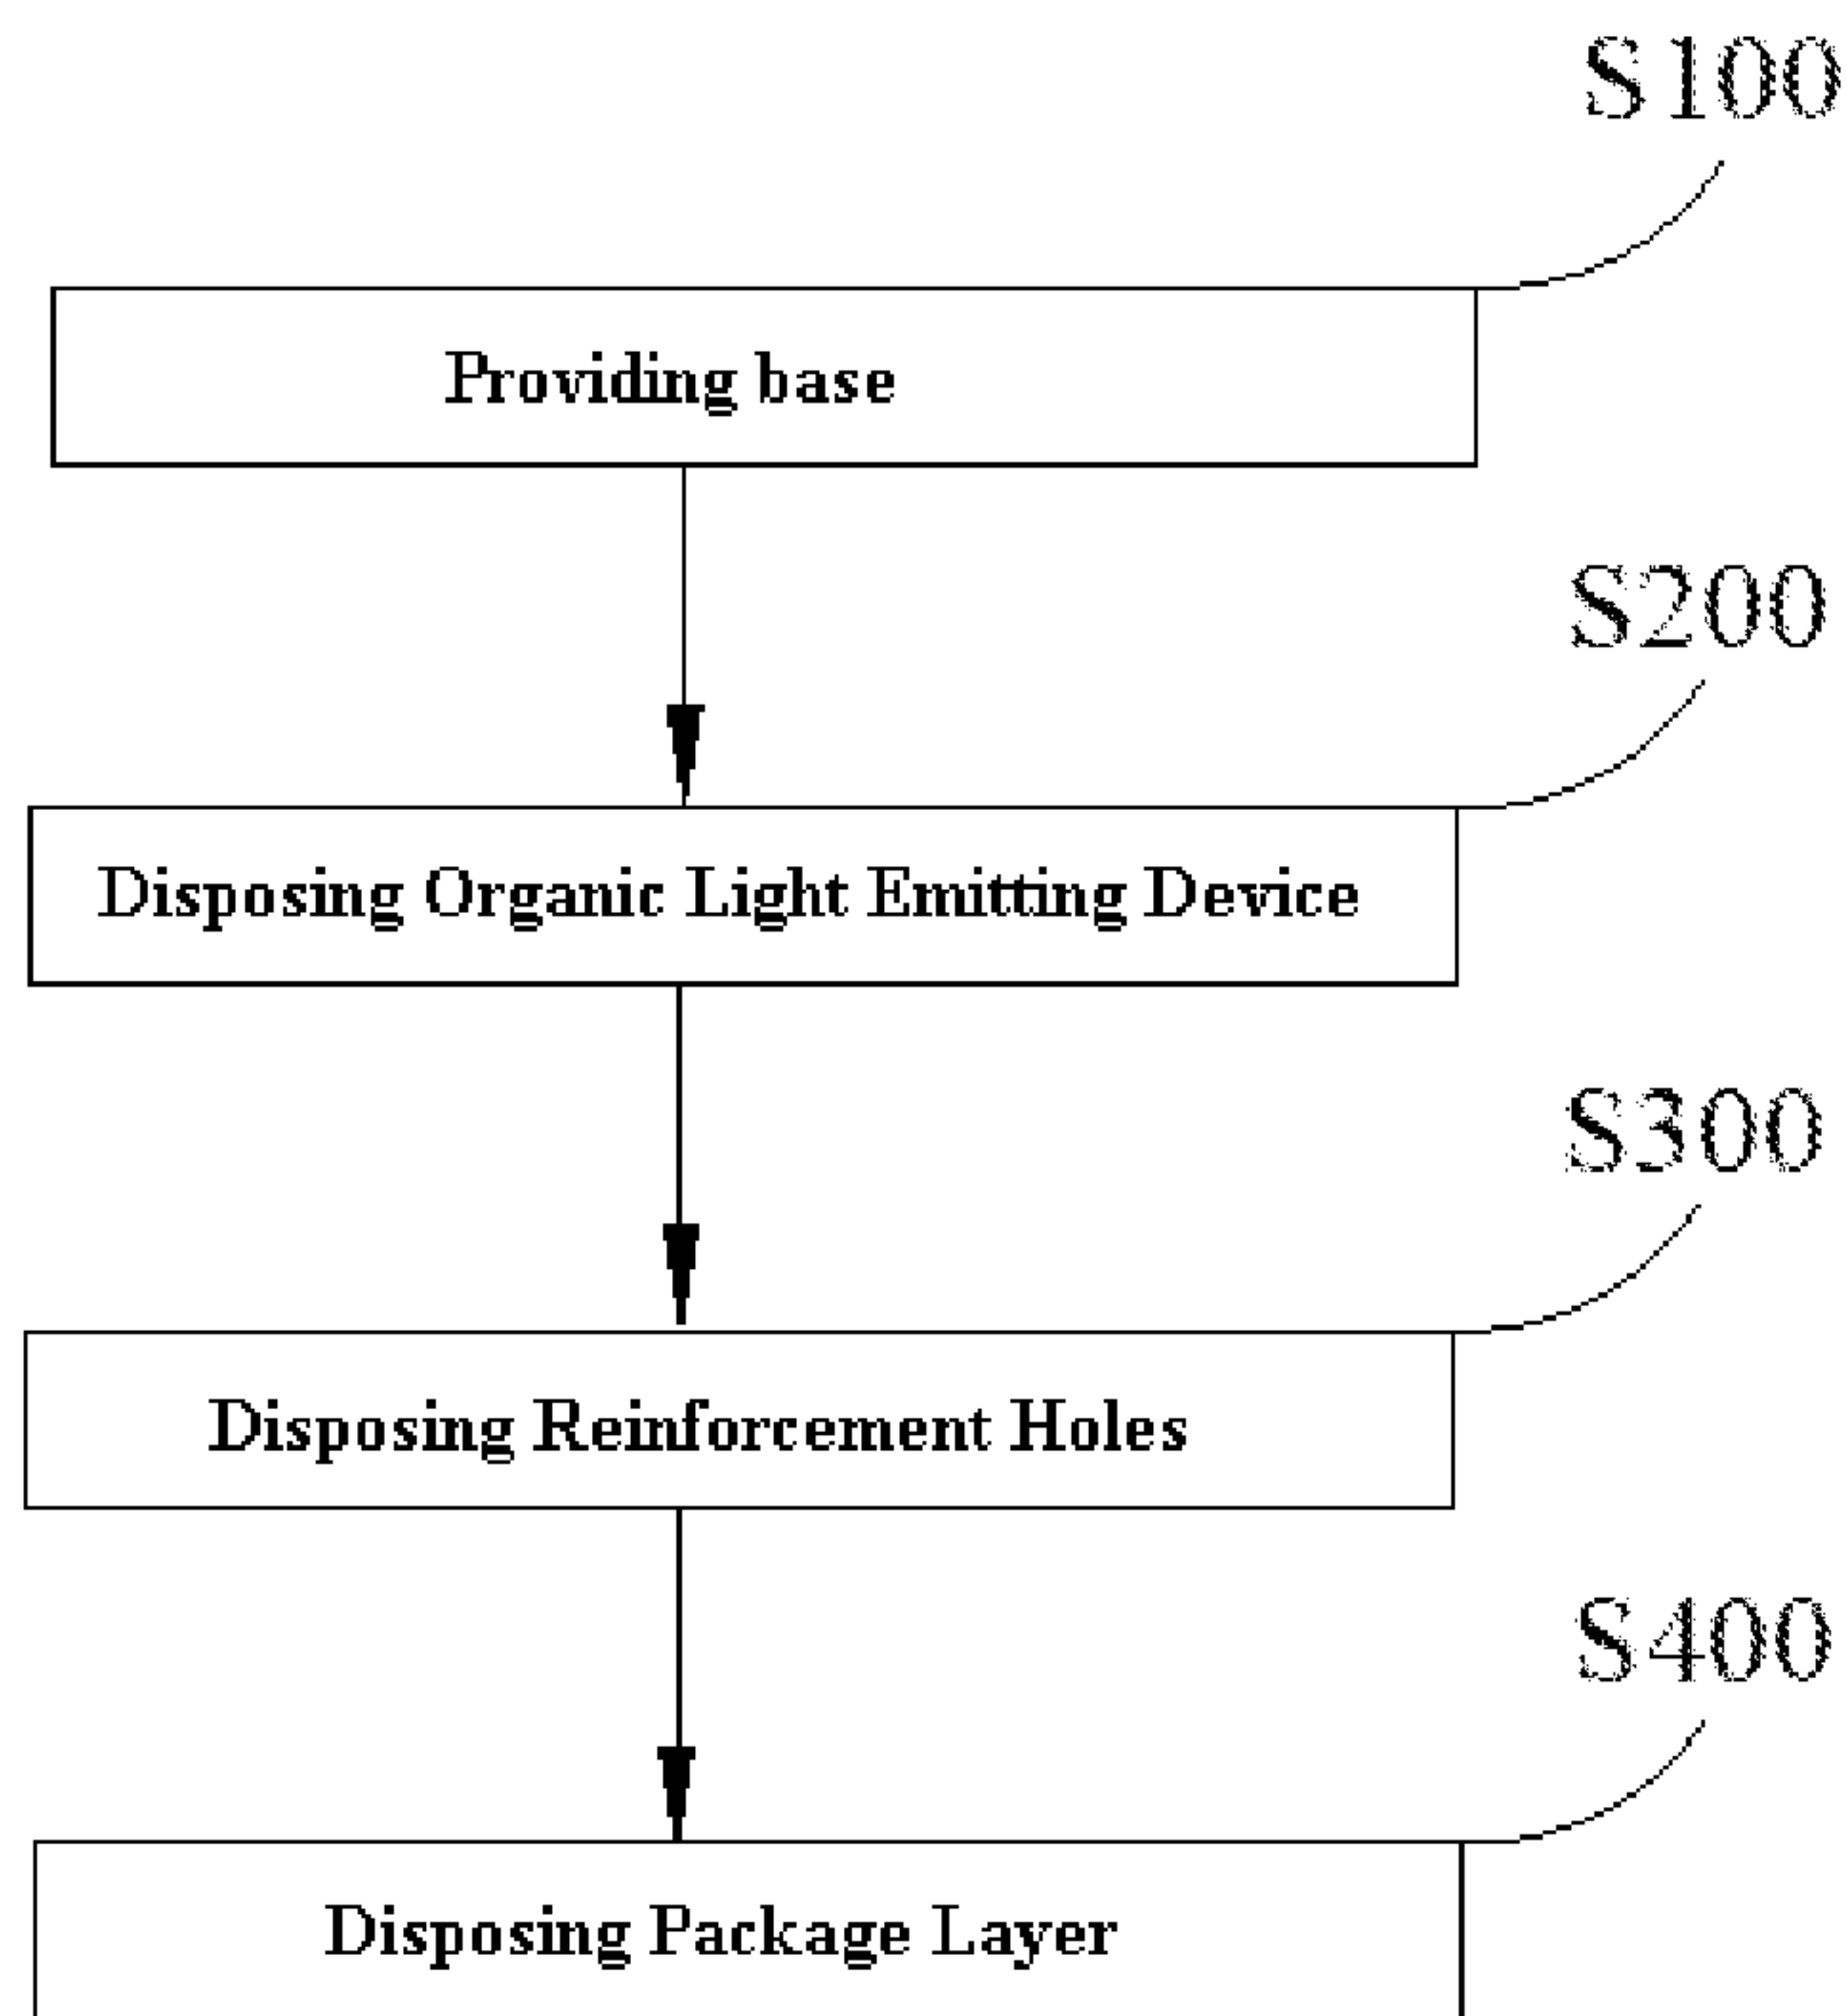 S100
Providing base
S200
Disposing Organic Light Emitting Device
S300
Disposing Reinforcement Holes
S400
Disposing Package Layer